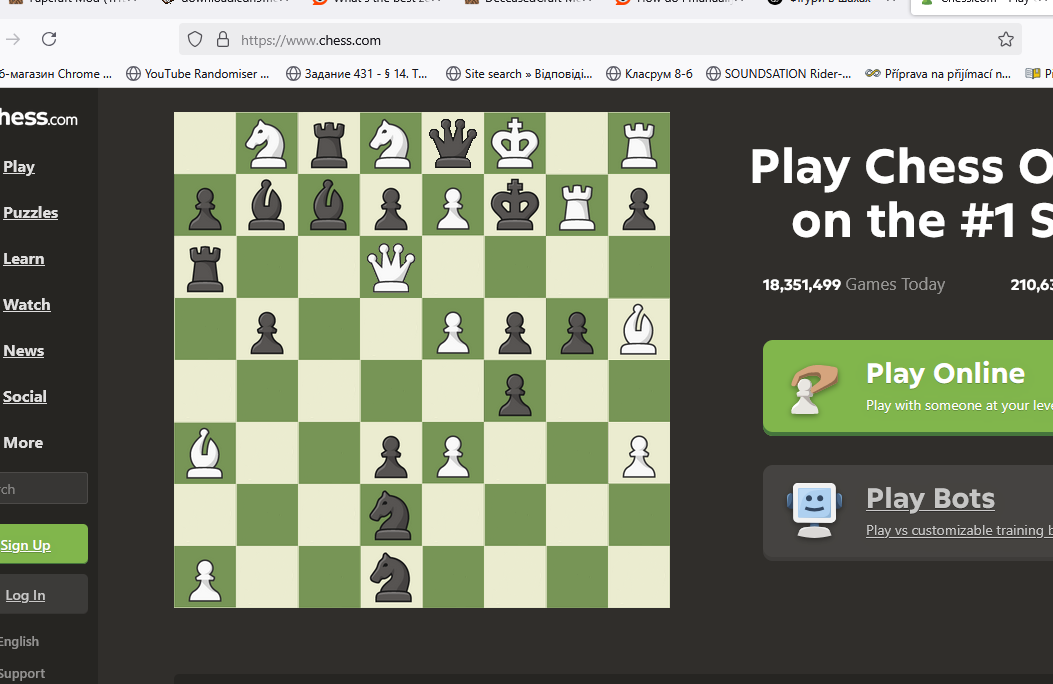 https://www.chess.com
б-магазин Chrome ...
YouTube Randomiser ...
Задание 431 - § 14. Т...
Site search » Відповіді...
Класрум 8-б
SOUNDSATION Rider-...
Příprava na přijímací n...
hess.com
Play
Puzzles
Learn
Watch
News
Social
More
rch
Sign Up
Log In
English
Support
Play Chess O
on the #1 S
18,351,499 Games Today
210,63
Play Online
Play with someone at your leve
Play Bots
Play vs customizable training b